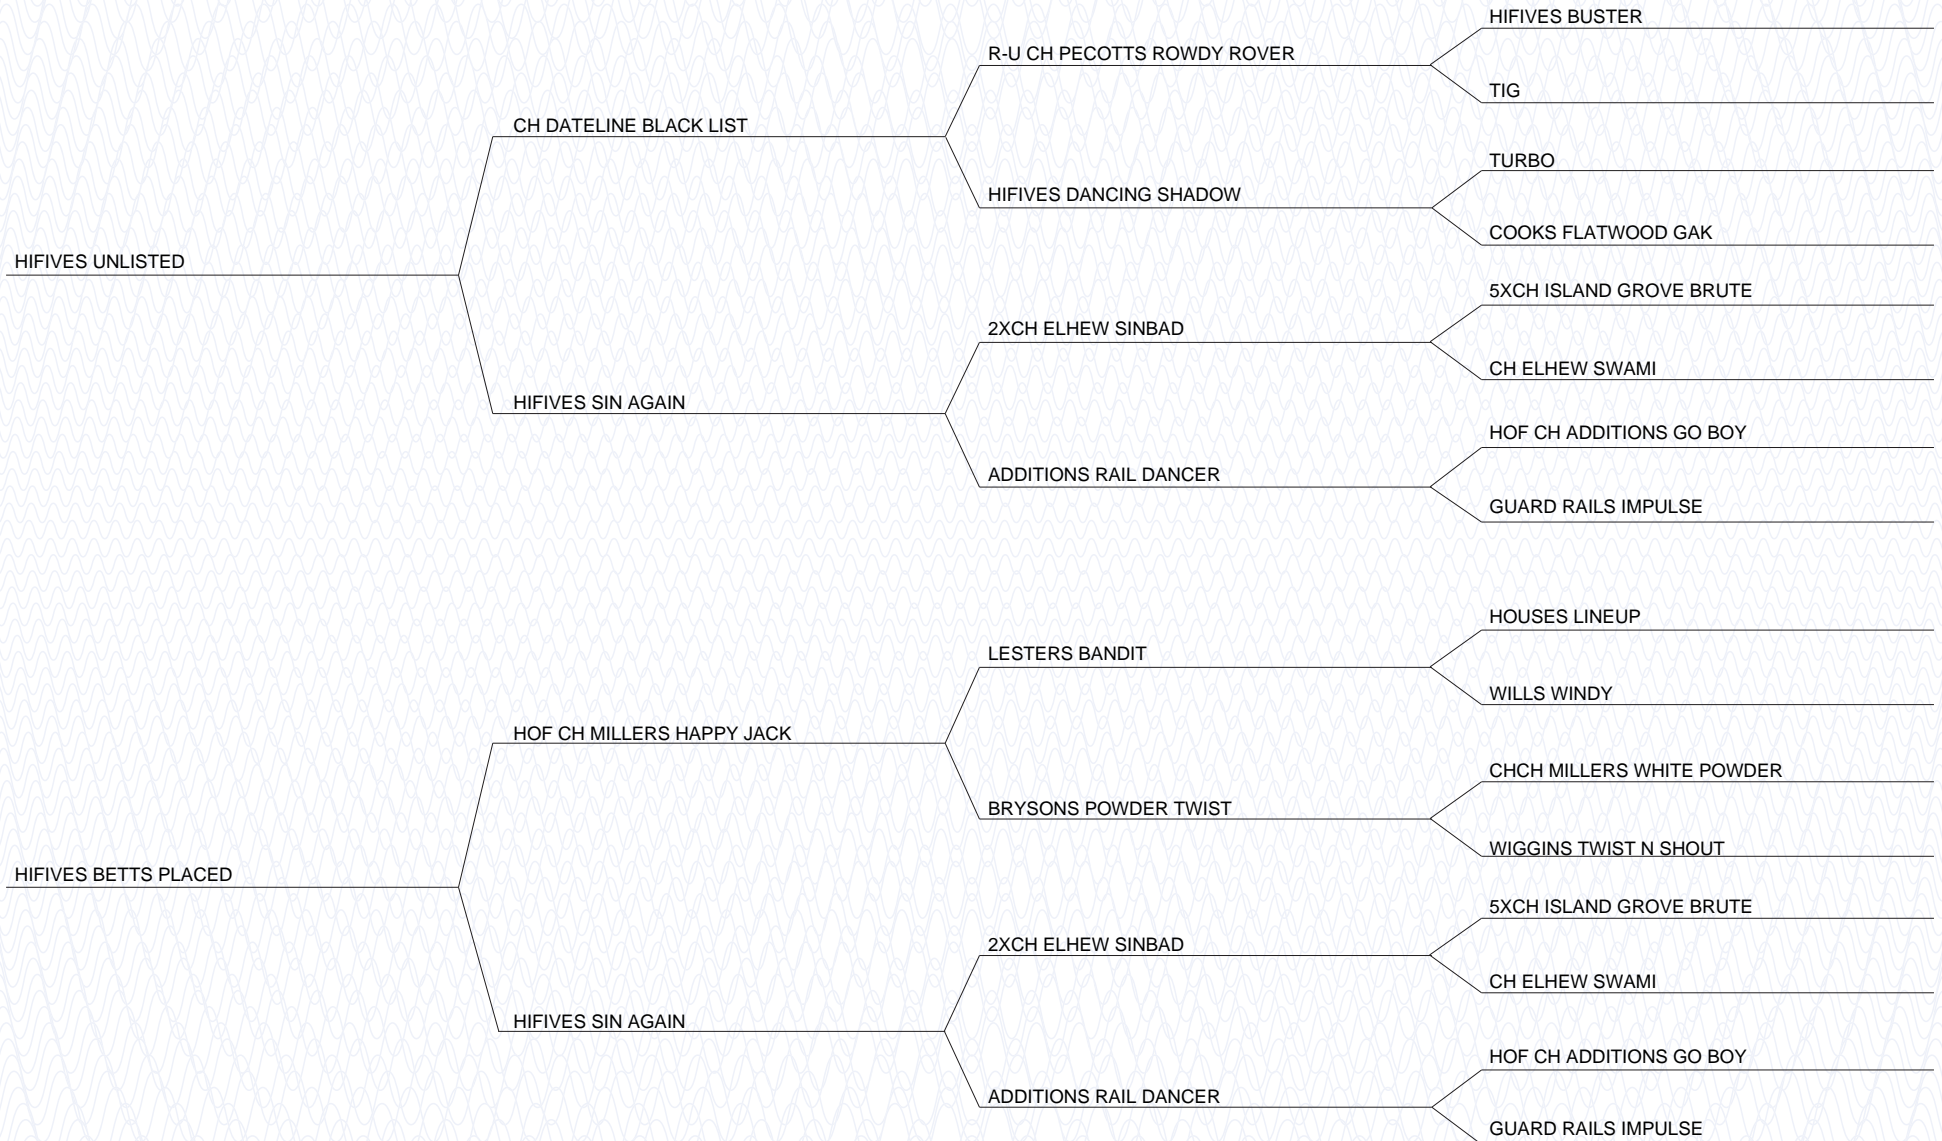 HIFIVES BUSTER
R-U CH PECOTTS ROWDY ROVER
TIG
CH DATELINE BLACK LIST
TURBO
HIFIVES DANCING SHADOW
COOKS FLATWOOD GAK
HIFIVES UNLISTED
5XCH ISLAND GROVE BRUTE
2XCH ELHEW SINBAD
CH ELHEW SWAMI
HIFIVES SIN AGAIN
HOF CH ADDITIONS GO BOY
ADDITIONS RAIL DANCER
GUARD RAILS IMPULSE
HOUSES LINEUP
LESTERS BANDIT
WILLS WINDY
HOF CH MILLERS HAPPY JACK
CHCH MILLERS WHITE POWDER
BRYSONS POWDER TWIST
WIGGINS TWIST N SHOUT
HIFIVES BETTS PLACED
5XCH ISLAND GROVE BRUTE
2XCH ELHEW SINBAD
CH ELHEW SWAMI
HIFIVES SIN AGAIN
HOF CH ADDITIONS GO BOY
ADDITIONS RAIL DANCER
GUARD RAILS IMPULSE